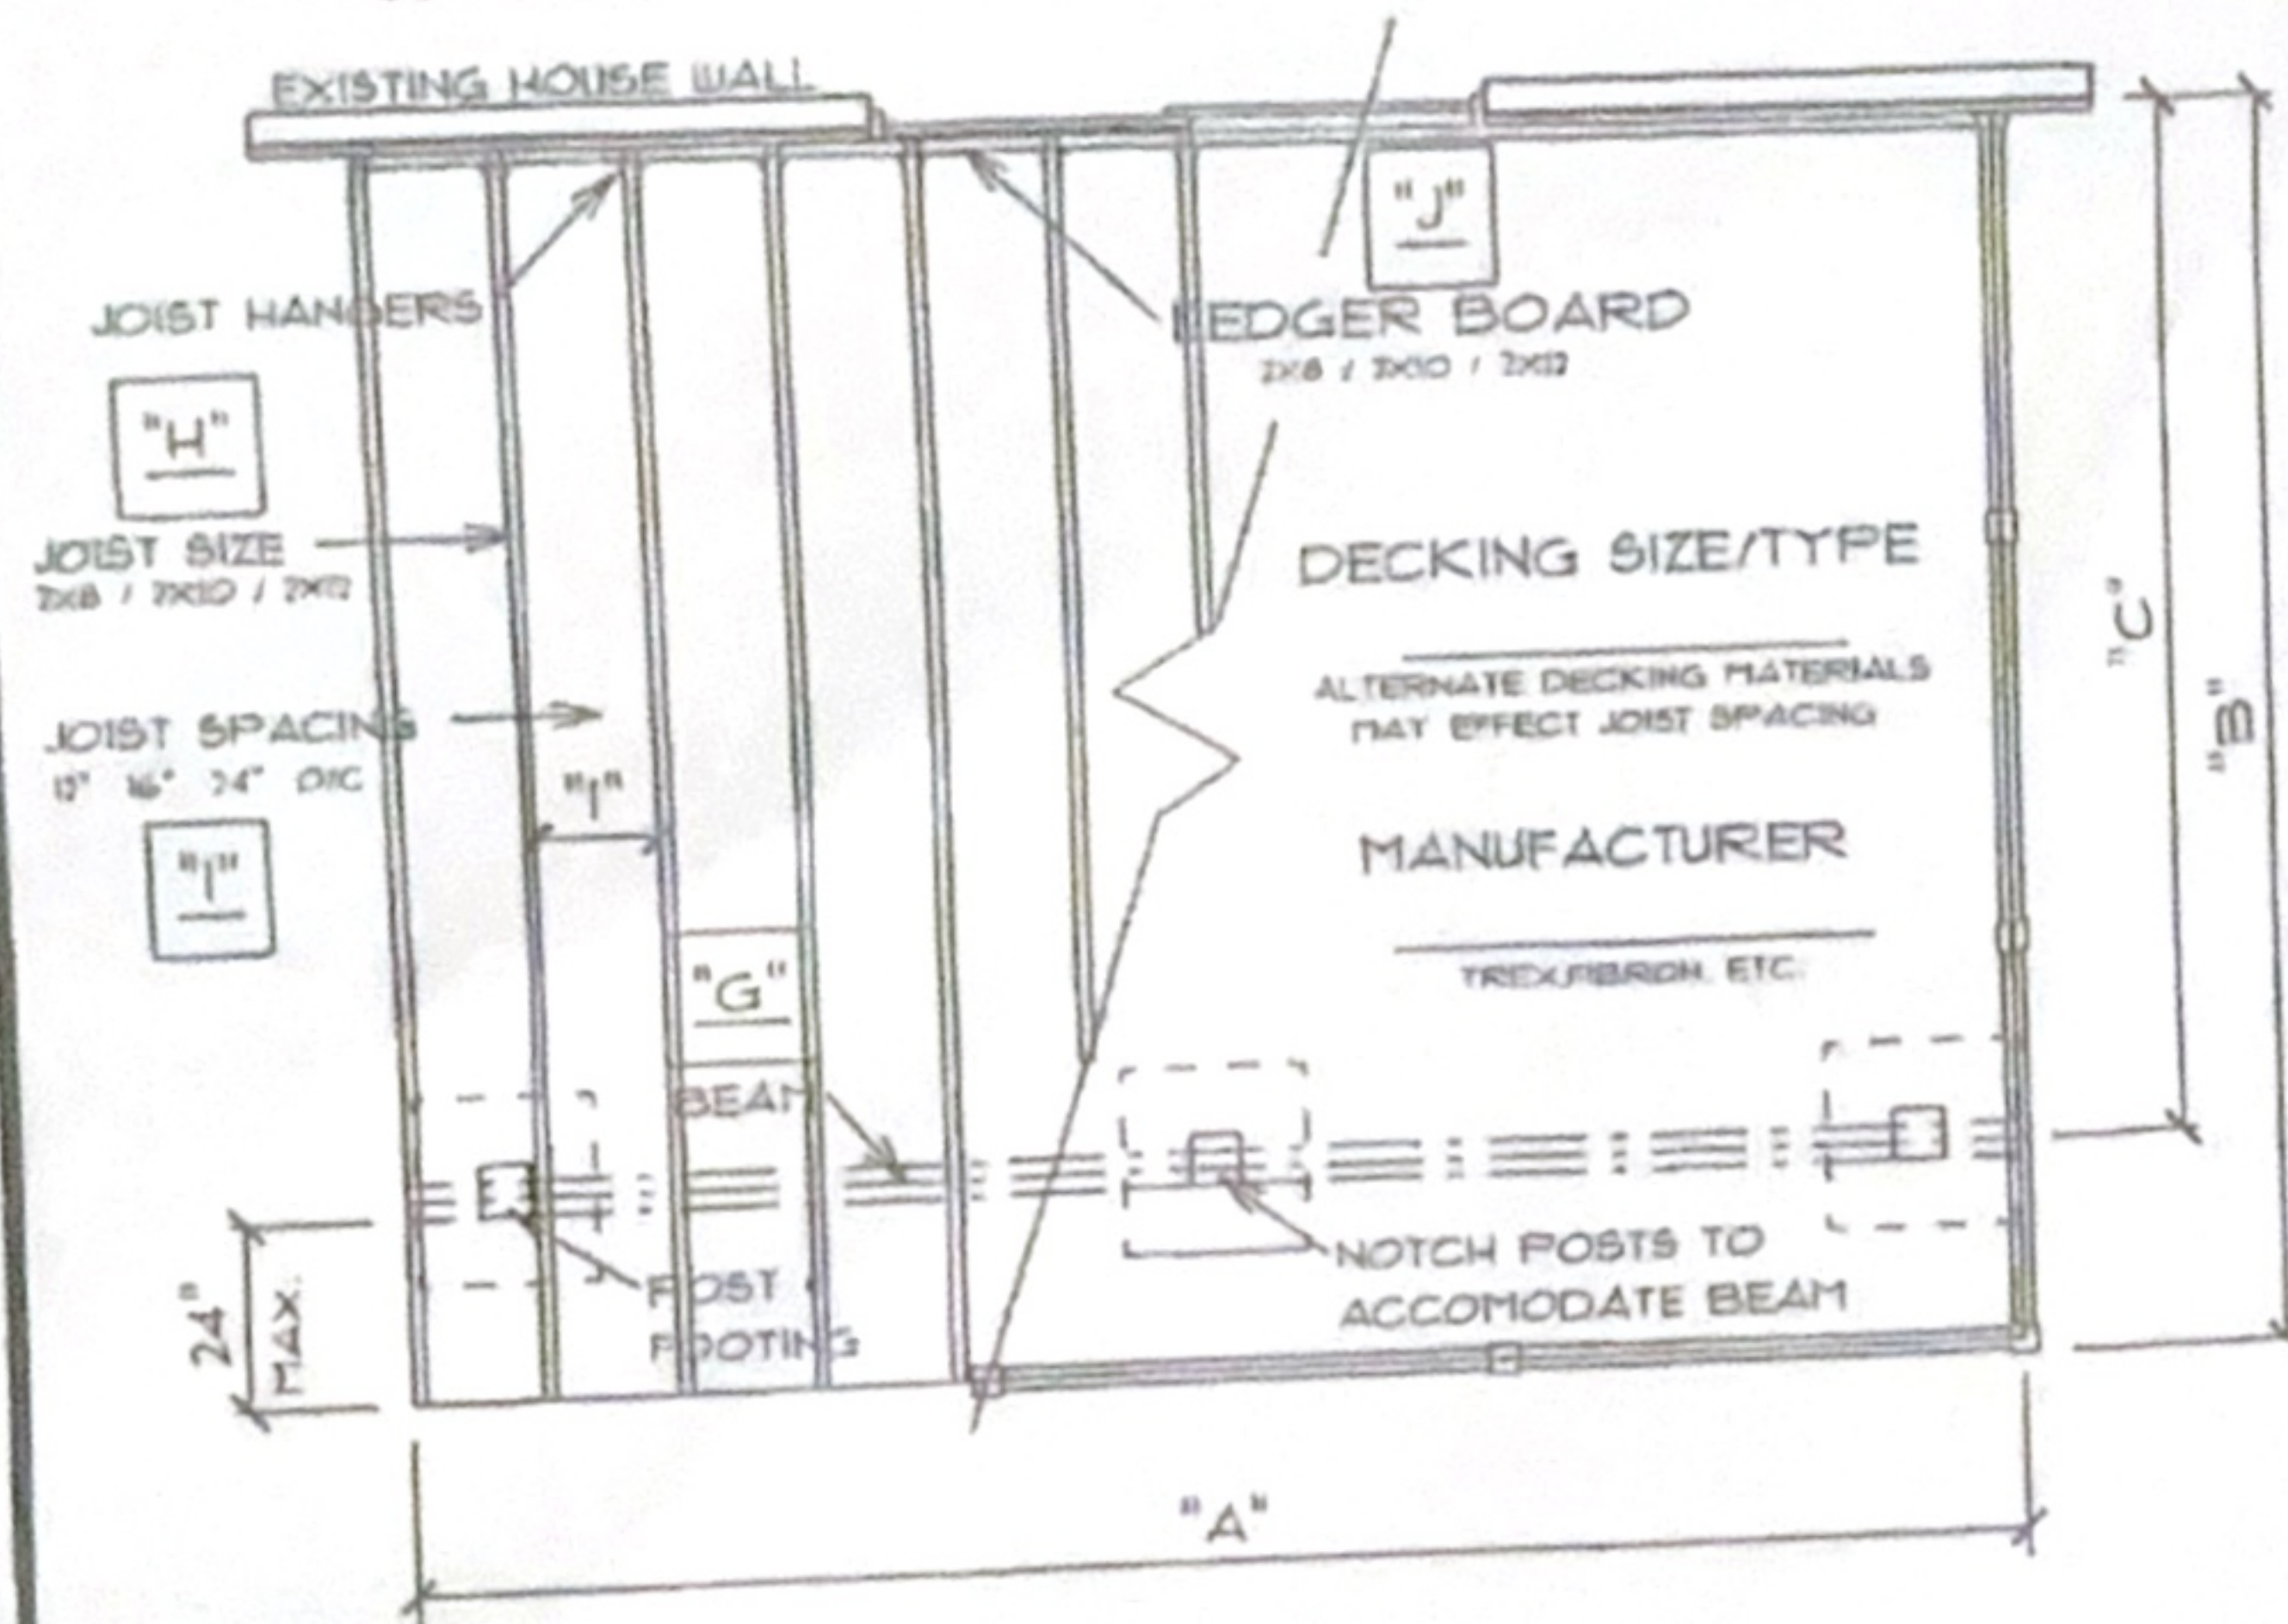 EXISTING HOUSE WALL
"J"
JOIST HANGERS
LEDGER BOARD
2X8 / 2X10 / 2X12
"H"
JOIST SIZE
2X8 / 2X10 / 2X12
DECKING SIZE/TYPE
ALTERNATE DECKING MATERIALS
MAY EFFECT JOIST SPACING
"C"
"B"
JOIST SPACING
12" 16" 24" O/C
"I"
"I"
MANUFACTURER
ETC.
"G"
BEAM
NOTCH POSTS TO
ACCOMODATE BEAM
POST
FOOTING
24"
MAX.
"A"